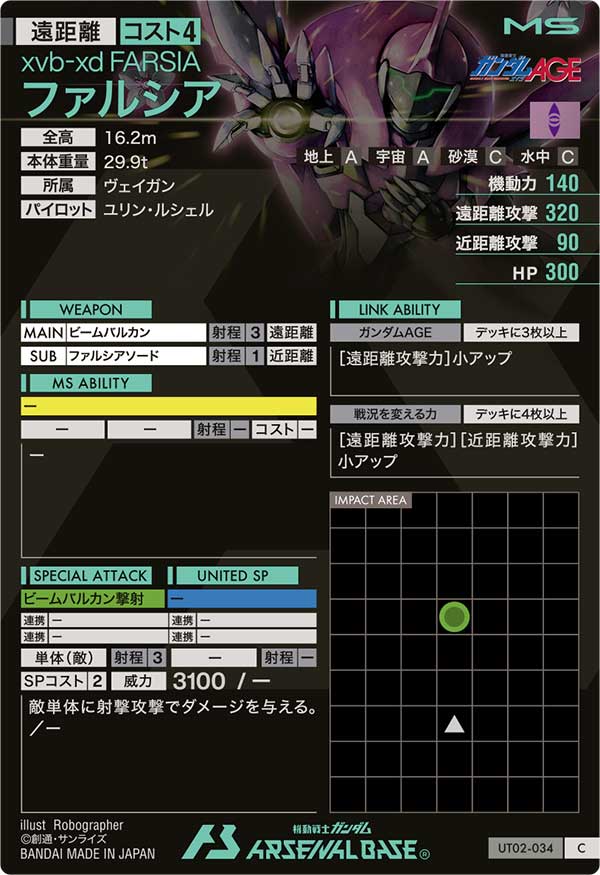 遠距離 コスト4
MS
xvb-xd FARSIA
ファルシア
機動戦士 ガンダムAGE
全高 16.2m
本体重量 29.9t
所属 ヴェイガン
パイロット ユリン・ルシェル
地上 A 宇宙 A 砂漠 C 水中 C
機動力 140
遠距離攻撃 320
近距離攻撃 90
HP 300
WEAPON
MAIN ビームバルカン 射程 3 遠距離
SUB ファルシアソード 射程 1 近距離
MS ABILITY
ー
ー ー 射程 ー コスト ー
ー
LINK ABILITY
ガンダムAGE デッキに3枚以上
[遠距離攻撃力]小アップ
戦況を変える力 デッキに4枚以上
[遠距離攻撃力][近距離攻撃力]
小アップ
IMPACT AREA
SPECIAL ATTACK UNITED SP
ビームバルカン撃射 ー
連携 ー 連携 ー
連携 ー 連携 ー
単体(敵) 射程 3 ー 射程 ー
SPコスト 2 威力 3100 / ー
敵単体に射撃攻撃でダメージを与える。
/ー
illust Robographer
©創通・サンライズ
BANDAI MADE IN JAPAN
機動戦士ガンダム
AB ARSENAL BASE®
UT02-034 C